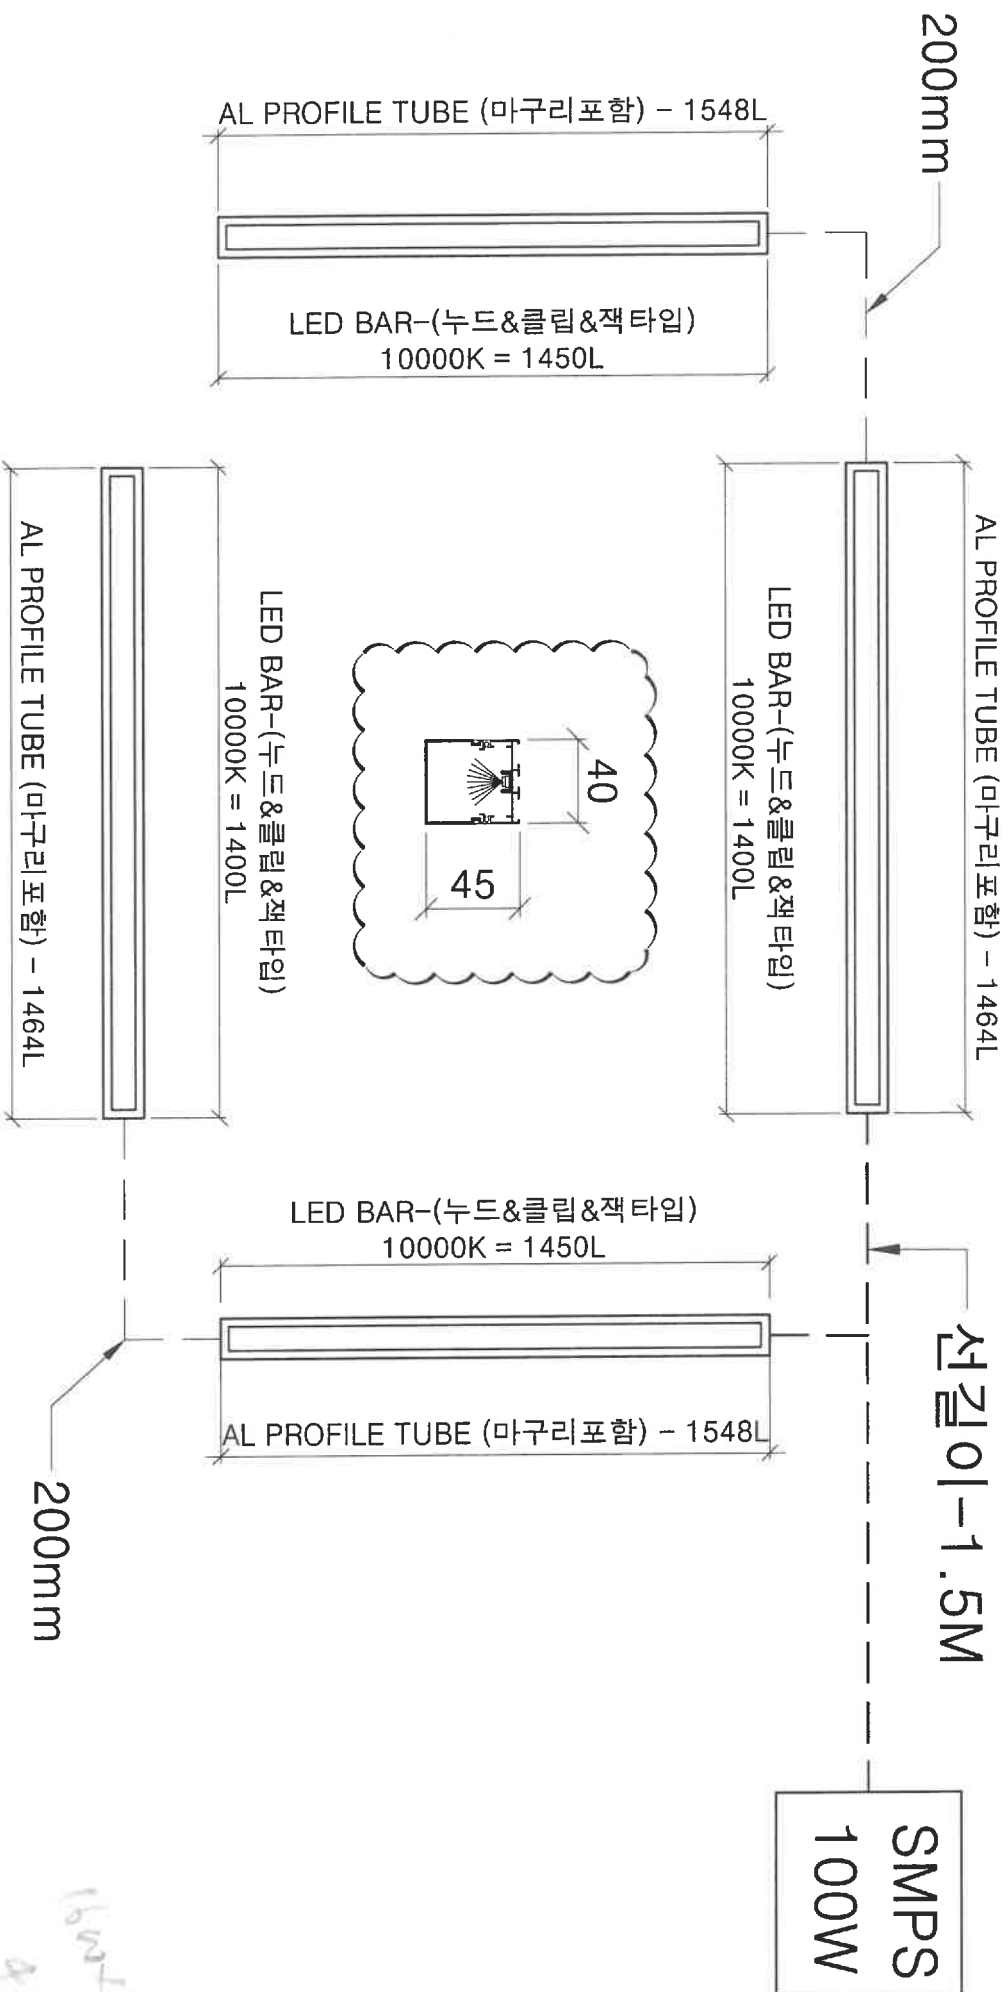 200mm
AL PROFILE TUBE (마구리포함) - 1548L
LED BAR-(누드&클립&잭타입)
10000K = 1450L
AL PROFILE TUBE (마구리포함) - 1464L
LED BAR-(누드&클립&잭타입)
10000K = 1400L
40
45
LED BAR-(누드&클립&잭타입)
10000K = 1400L
AL PROFILE TUBE (마구리포함) - 1464L
LED BAR-(누드&클립&잭타입)
10000K = 1450L
AL PROFILE TUBE (마구리포함) - 1548L
선길이-1.5M
200mm
SMPS
100W